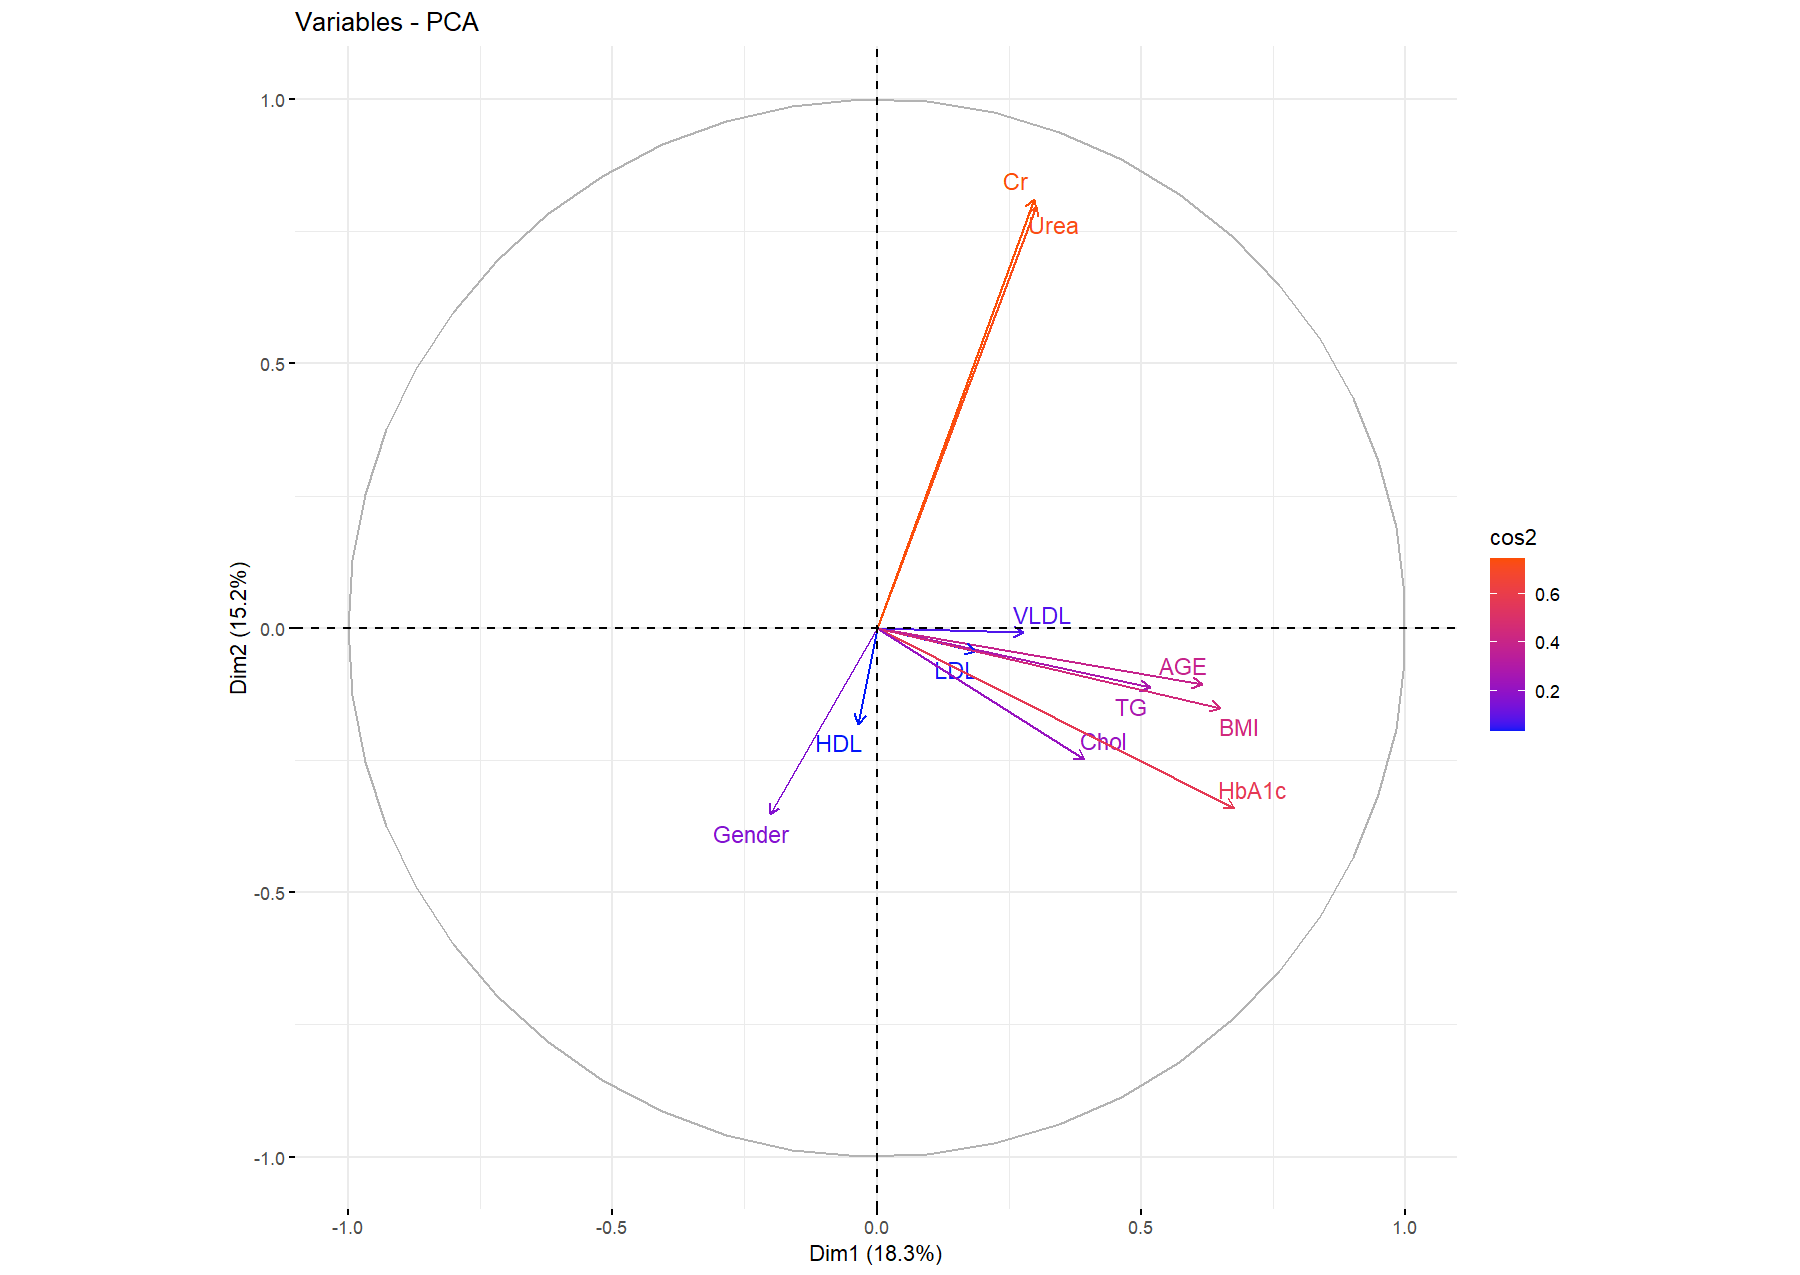 Variables - PCA
1.0
0.5
0.0
-0.5
-1.0
Dim2 (15.2%)
Cr
Urea
VLDL
LDL
AGE
TG
BMI
Chol
HbA1c
HDL
Gender
-1.0
-0.5
0.0
0.5
1.0
Dim1 (18.3%)
cos2
0.6
0.4
0.2